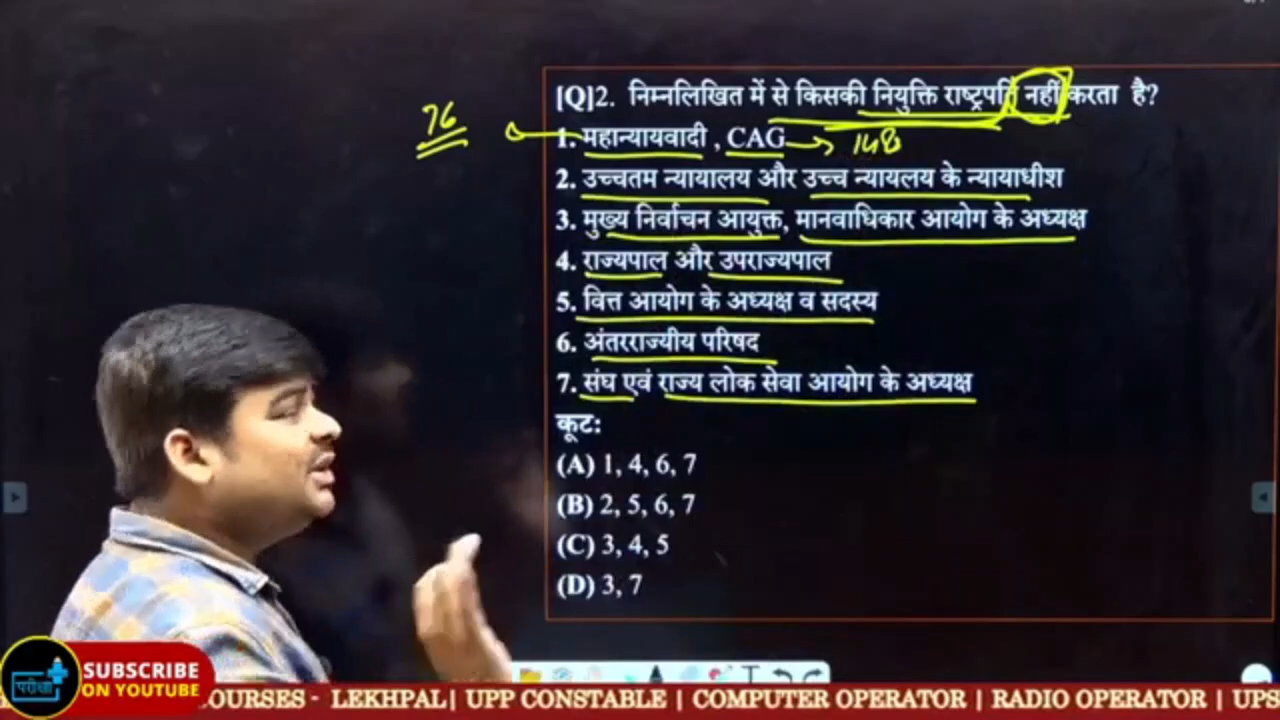 [Q]2. निम्नलिखित में से किसकी नियुक्ति राष्ट्रपति नहीं करता है?
76
1. महान्यायवादी , CAG → 148
2. उच्चतम न्यायालय और उच्च न्यायलय के न्यायाधीश
3. मुख्य निर्वाचन आयुक्त, मानवाधिकार आयोग के अध्यक्ष
4. राज्यपाल और उपराज्यपाल
5. वित्त आयोग के अध्यक्ष व सदस्य
6. अंतरराज्यीय परिषद
7. संघ एवं राज्य लोक सेवा आयोग के अध्यक्ष
कूट:
(A) 1, 4, 6, 7
(B) 2, 5, 6, 7
(C) 3, 4, 5
(D) 3, 7
परीक्षा
SUBSCRIBE
ON YOUTUBE
OURSES - LEKHPAL| UPP CONSTABLE | COMPUTER OPERATOR | RADIO OPERATOR | UPS